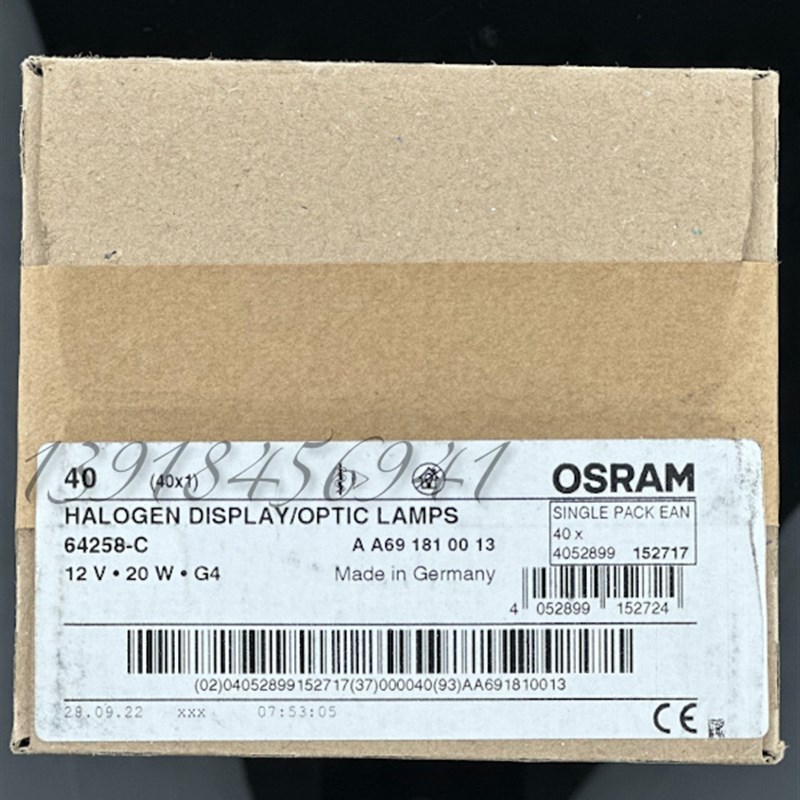 13918456941
40 (40x1)
OSRAM
HALOGEN DISPLAY/OPTIC LAMPS
64258-C A A69 181 00 13
12 V • 20 W • G4 Made in Germany
SINGLE PACK EAN
40 x
4052899 152717
4 052899 152724
(02)04052899152717(37)000040(93)AA691810013
28.09.22 xxx 07:53:05
CE